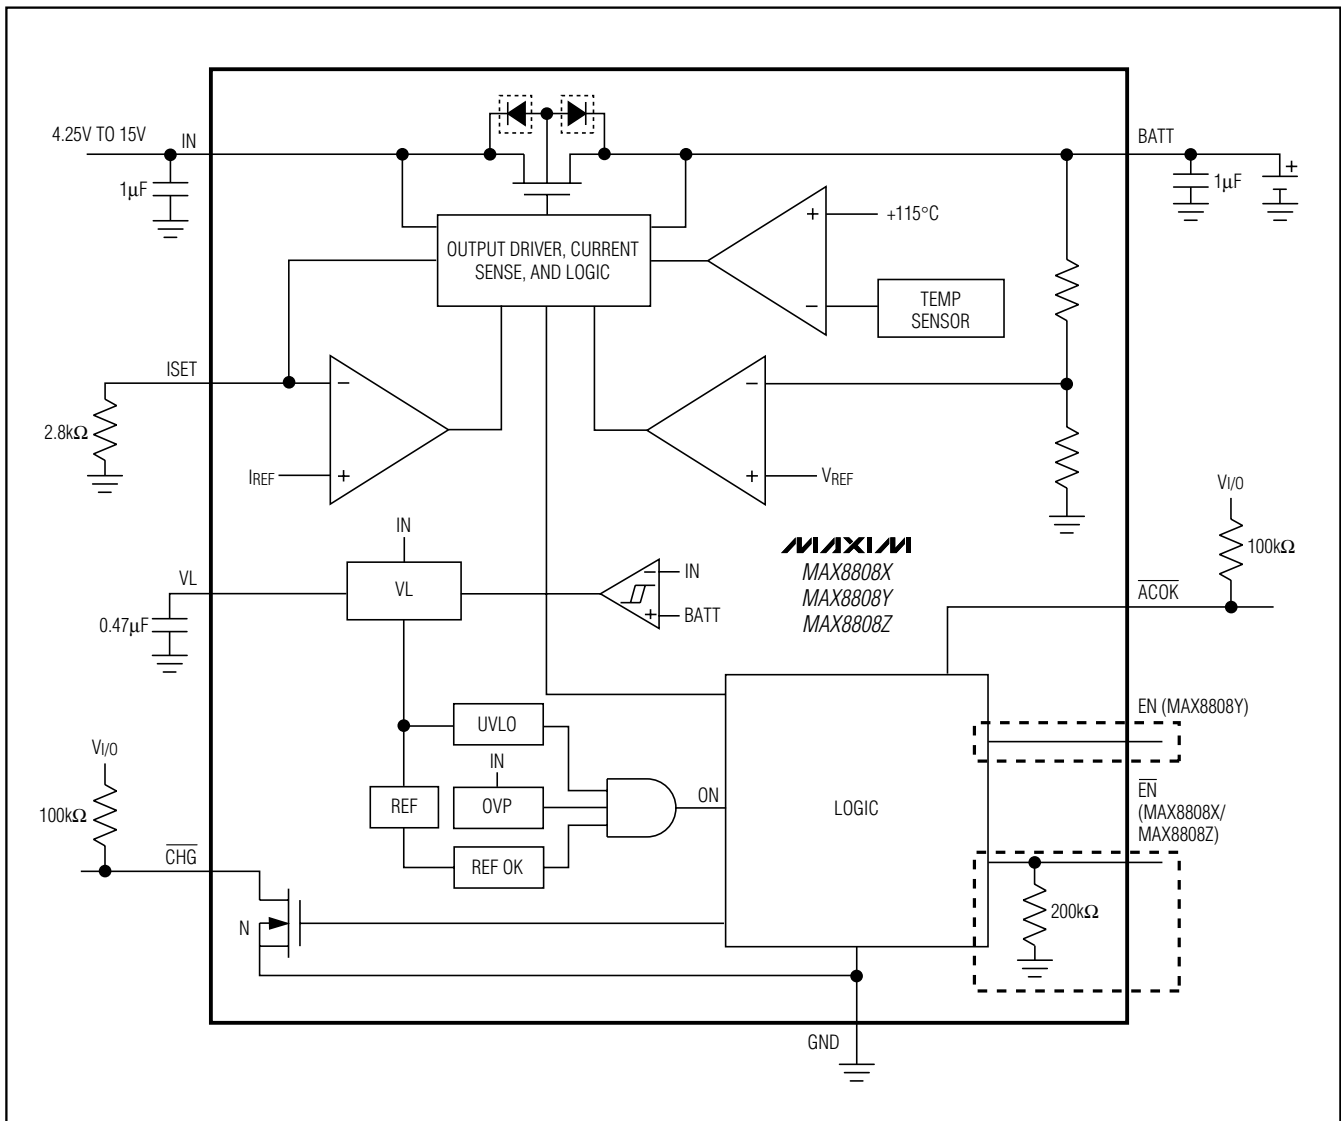 4.25V TO 15V
IN
BATT
1µF
+
1µF
+
+115°C
OUTPUT DRIVER, CURRENT
SENSE, AND LOGIC
−
TEMP
SENSOR
ISET
−
−
2.8kΩ
IREF
+
+
VREF
VI/O
IN
MAXIM
100kΩ
VL
VL
−
IN
MAX8808X
ACOK
MAX8808Y
+
BATT
MAX8808Z
0.47µF
EN (MAX8808Y)
UVLO
VI/O
IN
EN
(MAX8808X/
MAX8808Z)
REF
OVP
ON
LOGIC
100kΩ
CHG
REF OK
200kΩ
N
GND